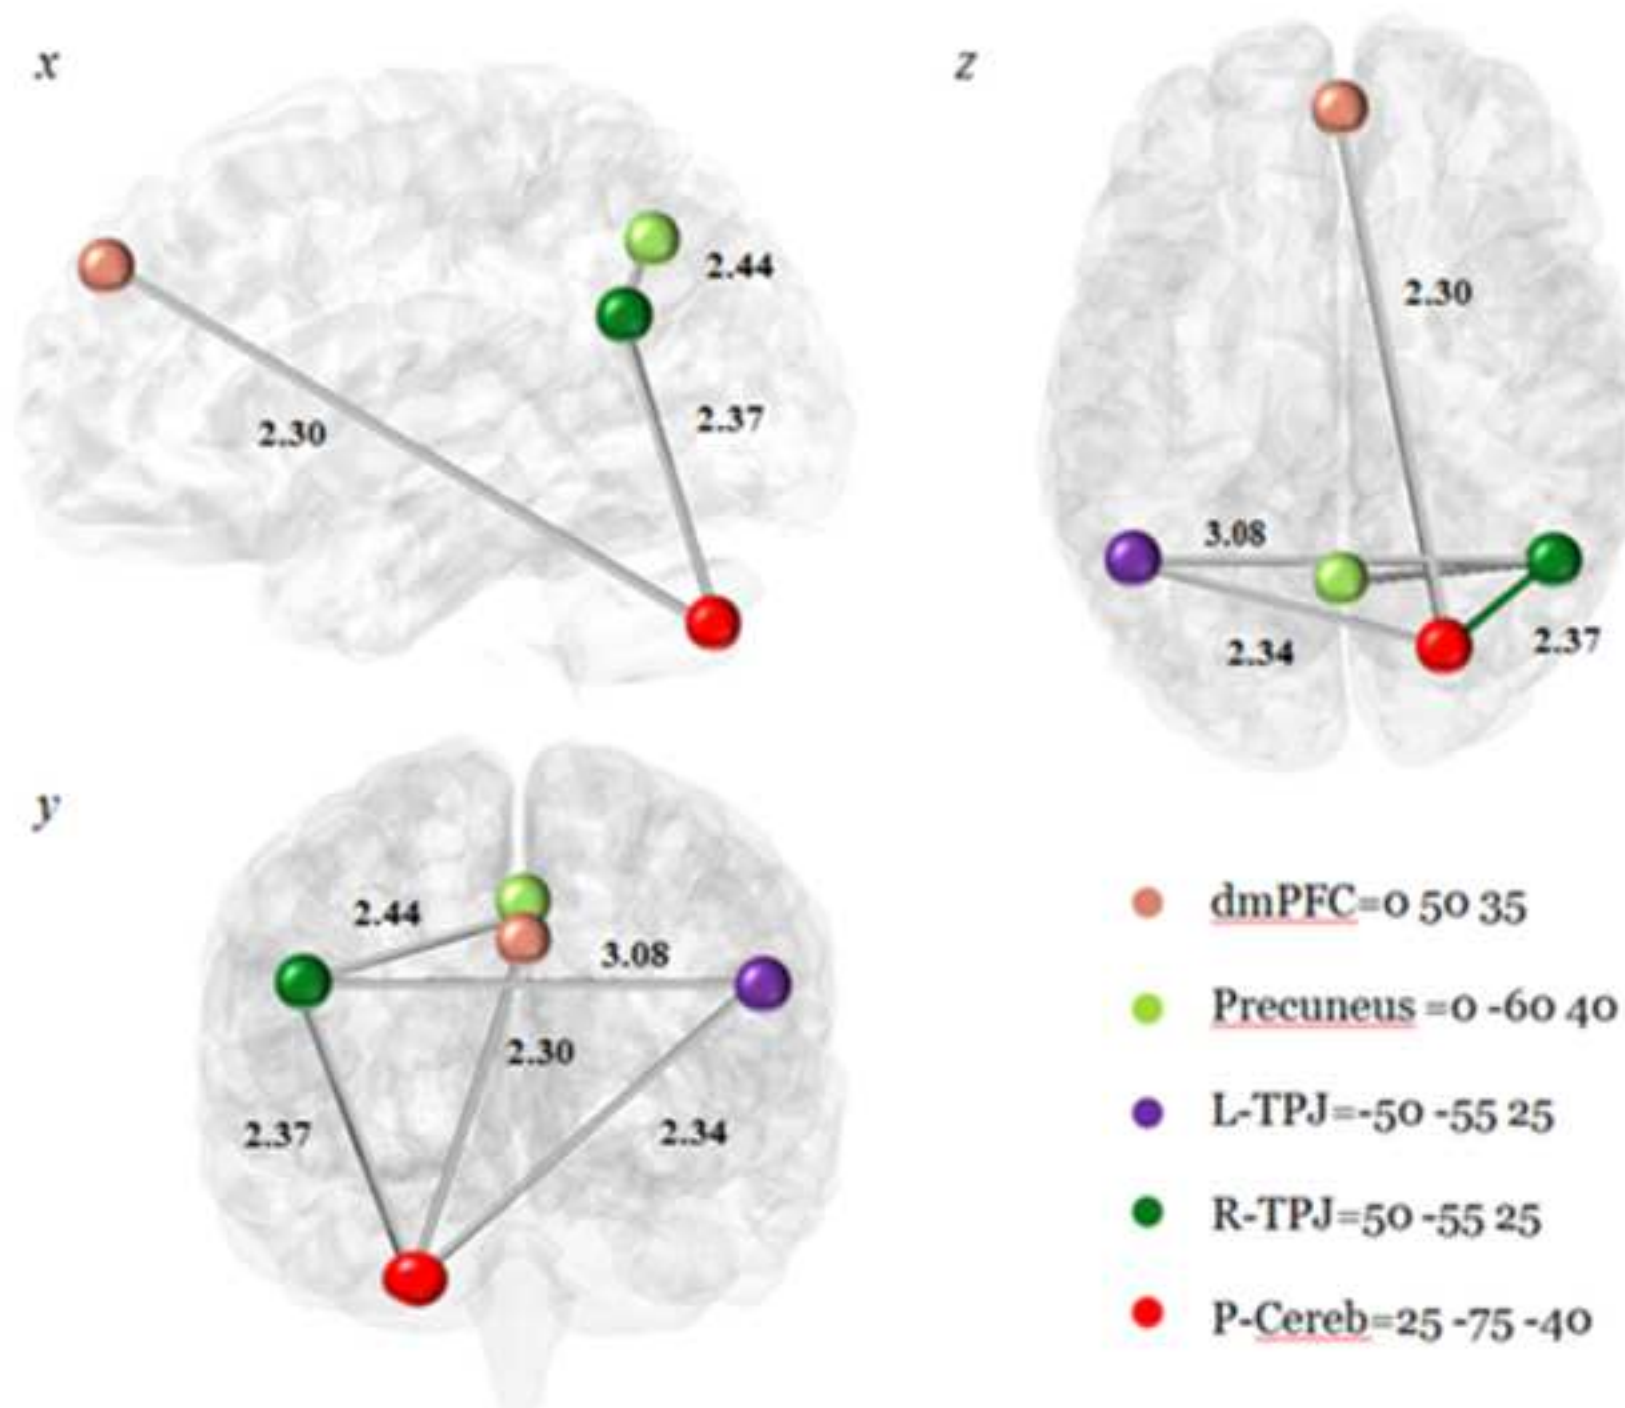 x
2.44
2.30
2.37
z
2.30
3.08
2.34
2.37
y
2.44
3.08
2.30
2.37
2.34
dmPFC=0 50 35
Precuneus =0 -60 40
L-TPJ=-50 -55 25
R-TPJ=50 -55 25
P-Cereb=25 -75 -40